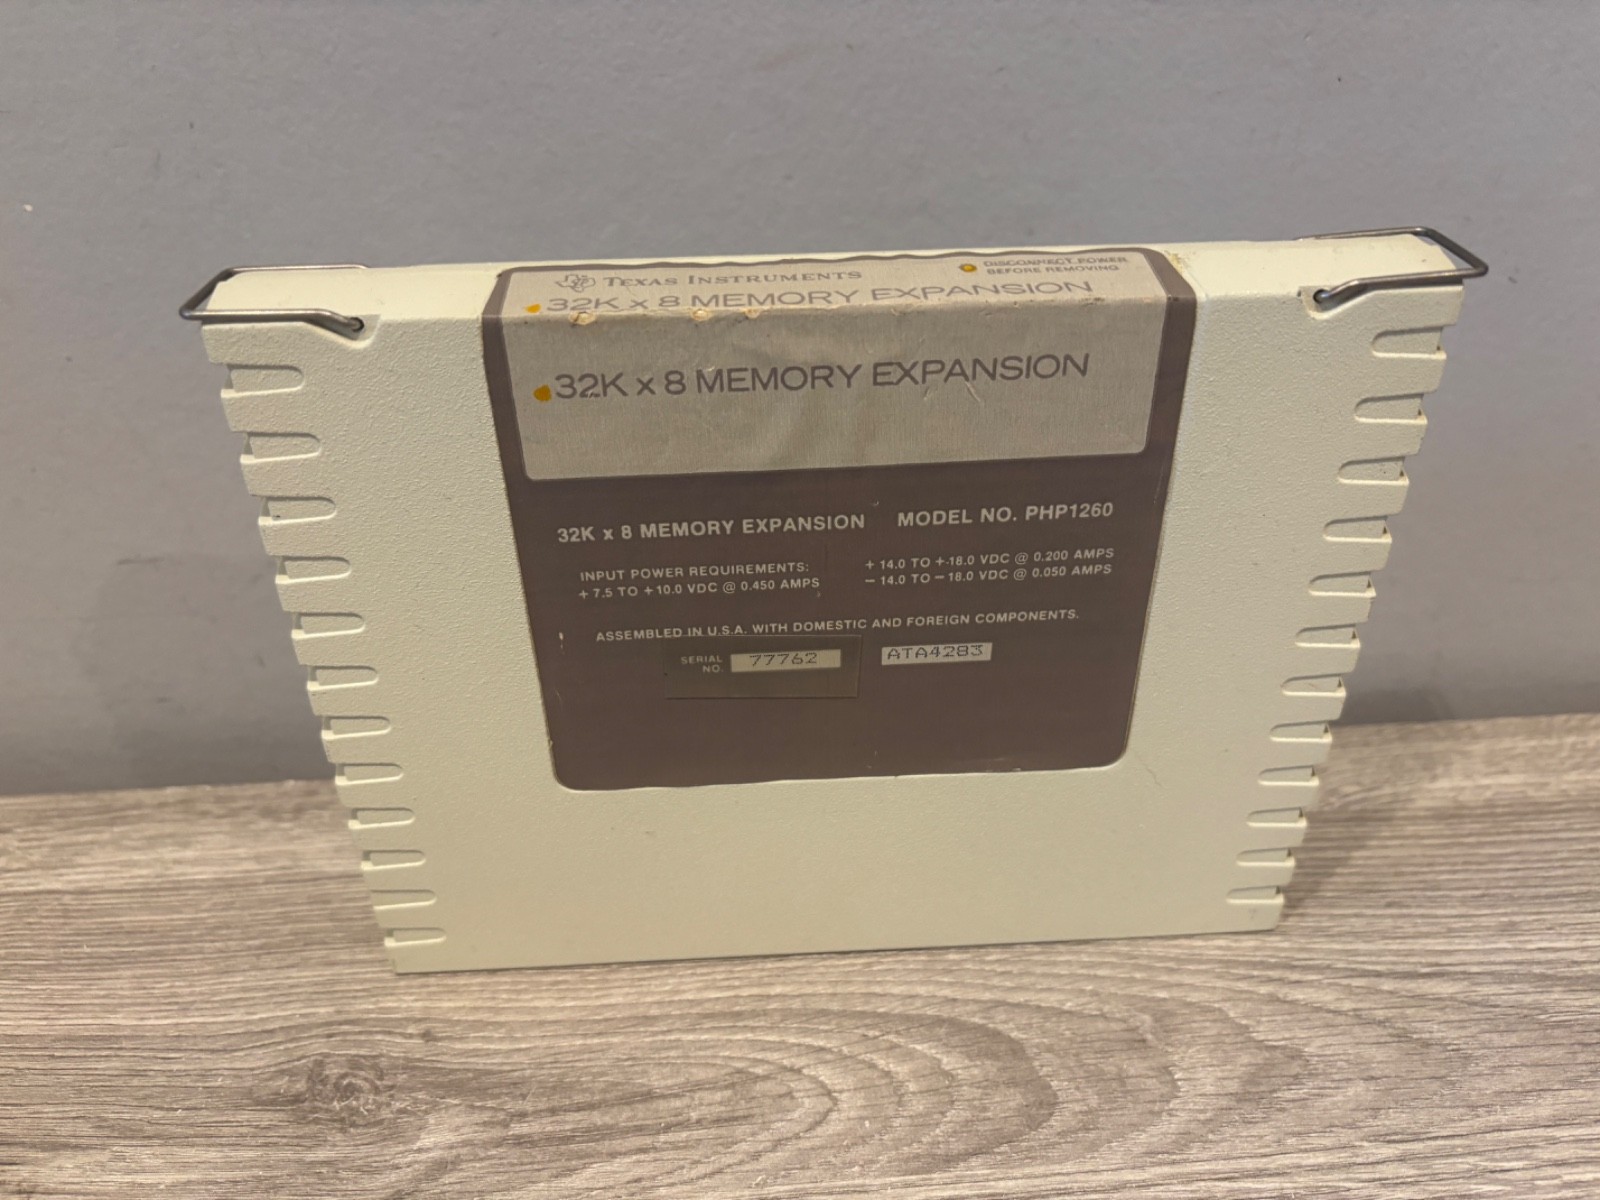 TEXAS INSTRUMENTS
DISCONNECT POWER
BEFORE REMOVING
32K x 8 MEMORY EXPANSION
32K x 8 MEMORY EXPANSION
32K x 8 MEMORY EXPANSION MODEL NO. PHP1260
INPUT POWER REQUIREMENTS:
+ 7.5 TO +10.0 VDC @ 0.450 AMPS
+ 14.0 TO +18.0 VDC @ 0.200 AMPS
− 14.0 TO −18.0 VDC @ 0.050 AMPS
ASSEMBLED IN U.S.A. WITH DOMESTIC AND FOREIGN COMPONENTS.
SERIAL
NO. 77762
ATA4283